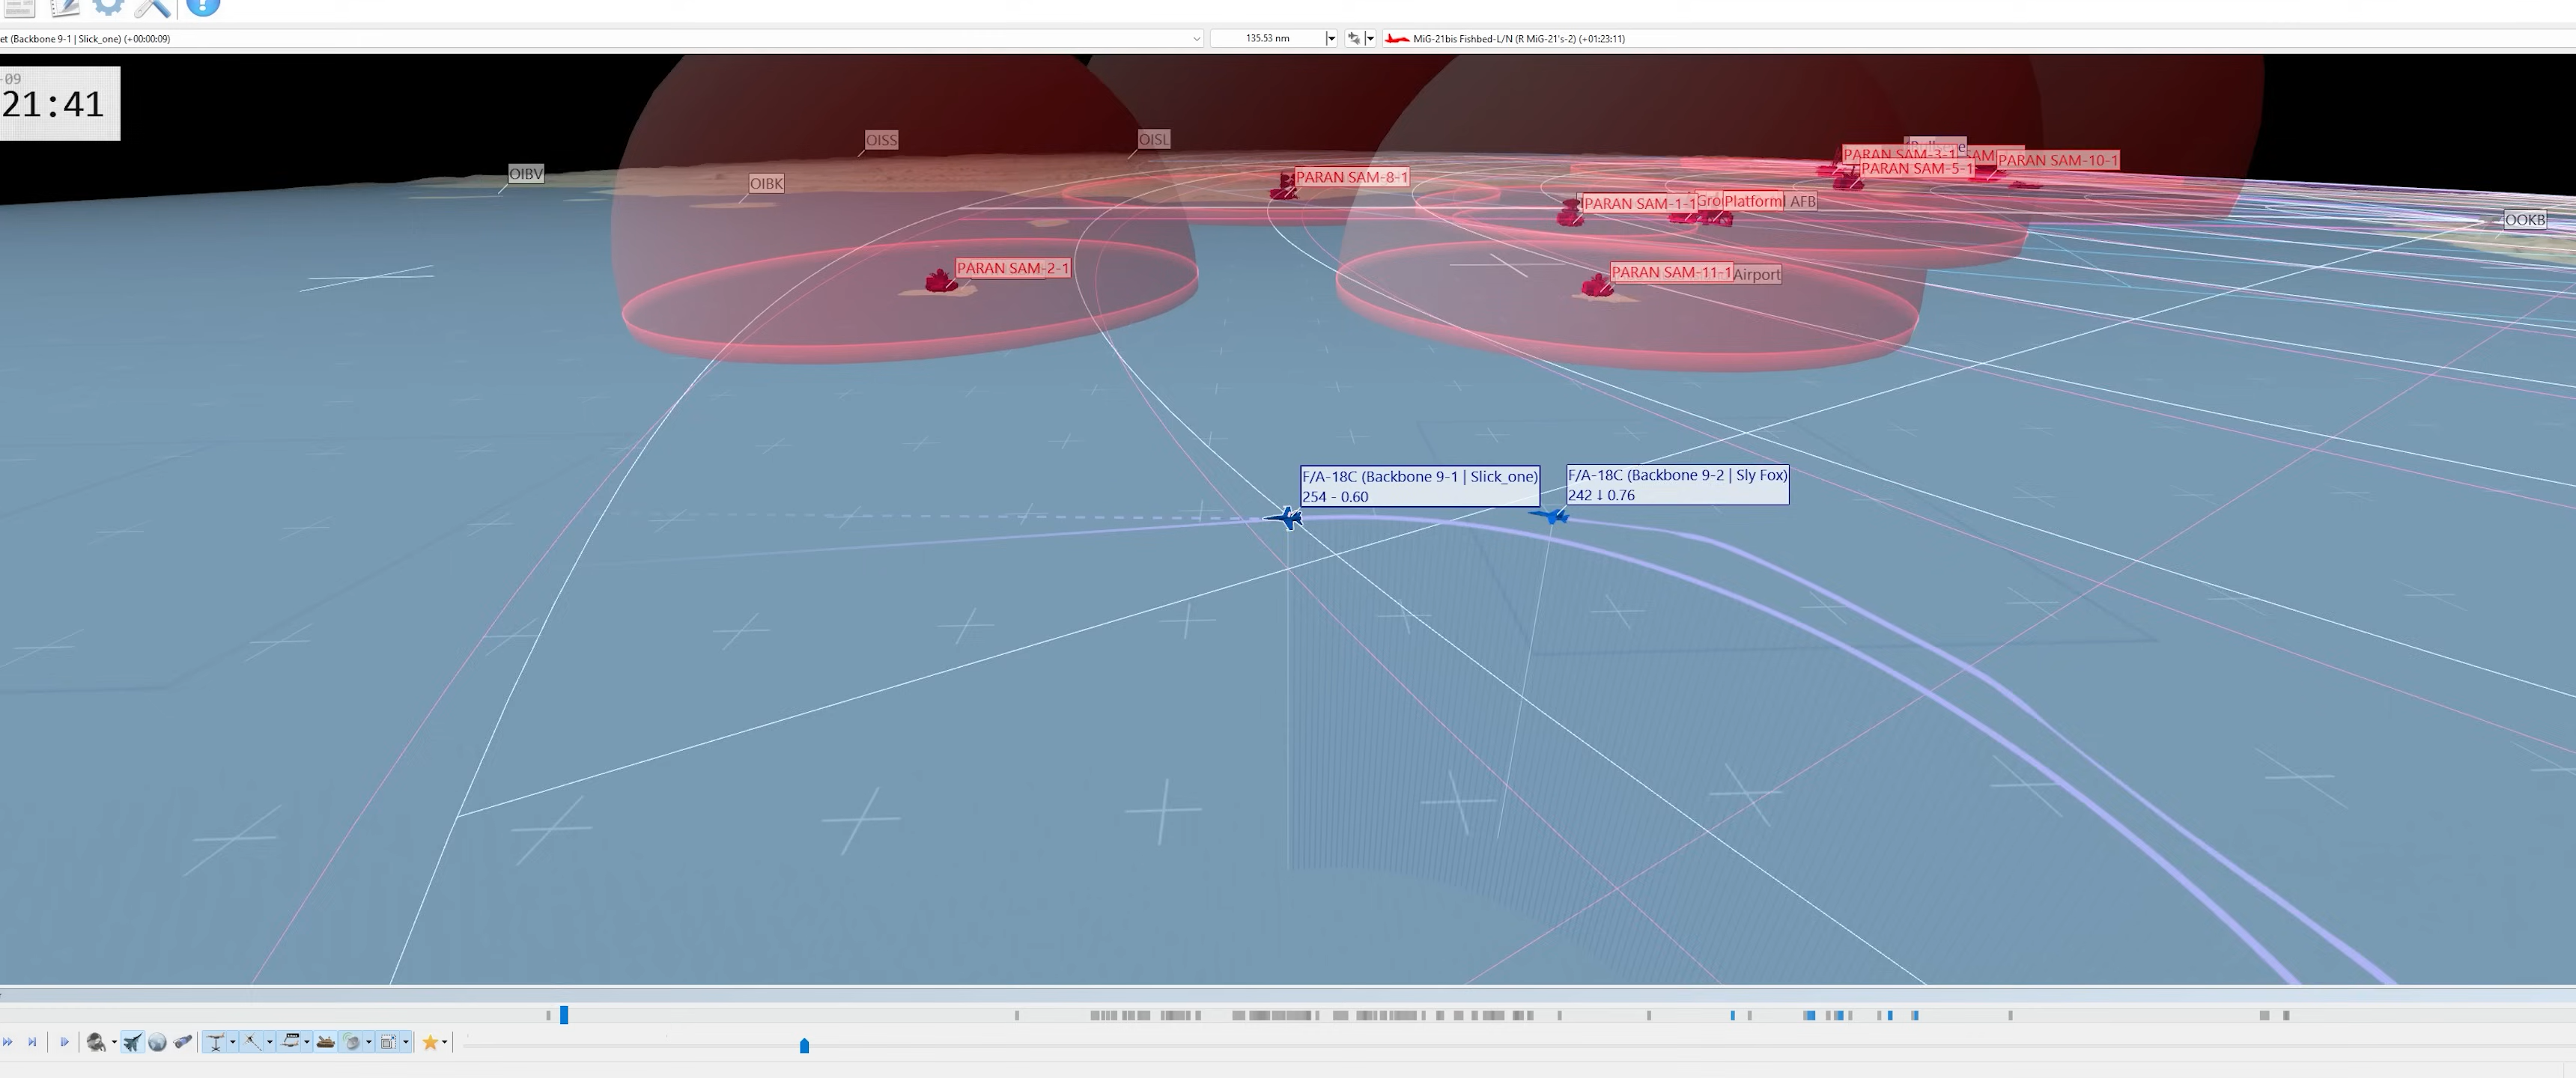 et (Backbone 9-1 | Slick_one) (+00:00:09)
135.53 nm
MiG-21bis Fishbed-L/N (R MiG-21's-2) (+01:23:11)
-09
21:41
OISS
OISL
OIBV
OIBK
PARAN SAM-8-1
PARAN SAM-3-1
SAM
PARAN SAM-10-1
PARAN SAM-5-1
PARAN SAM-1-1
Gro
Platform
AFB
OOKB
PARAN SAM-2-1
PARAN SAM-11-1
Airport
F/A-18C (Backbone 9-1 | Slick_one)
254 - 0.60
F/A-18C (Backbone 9-2 | Sly Fox)
242 ↓ 0.76